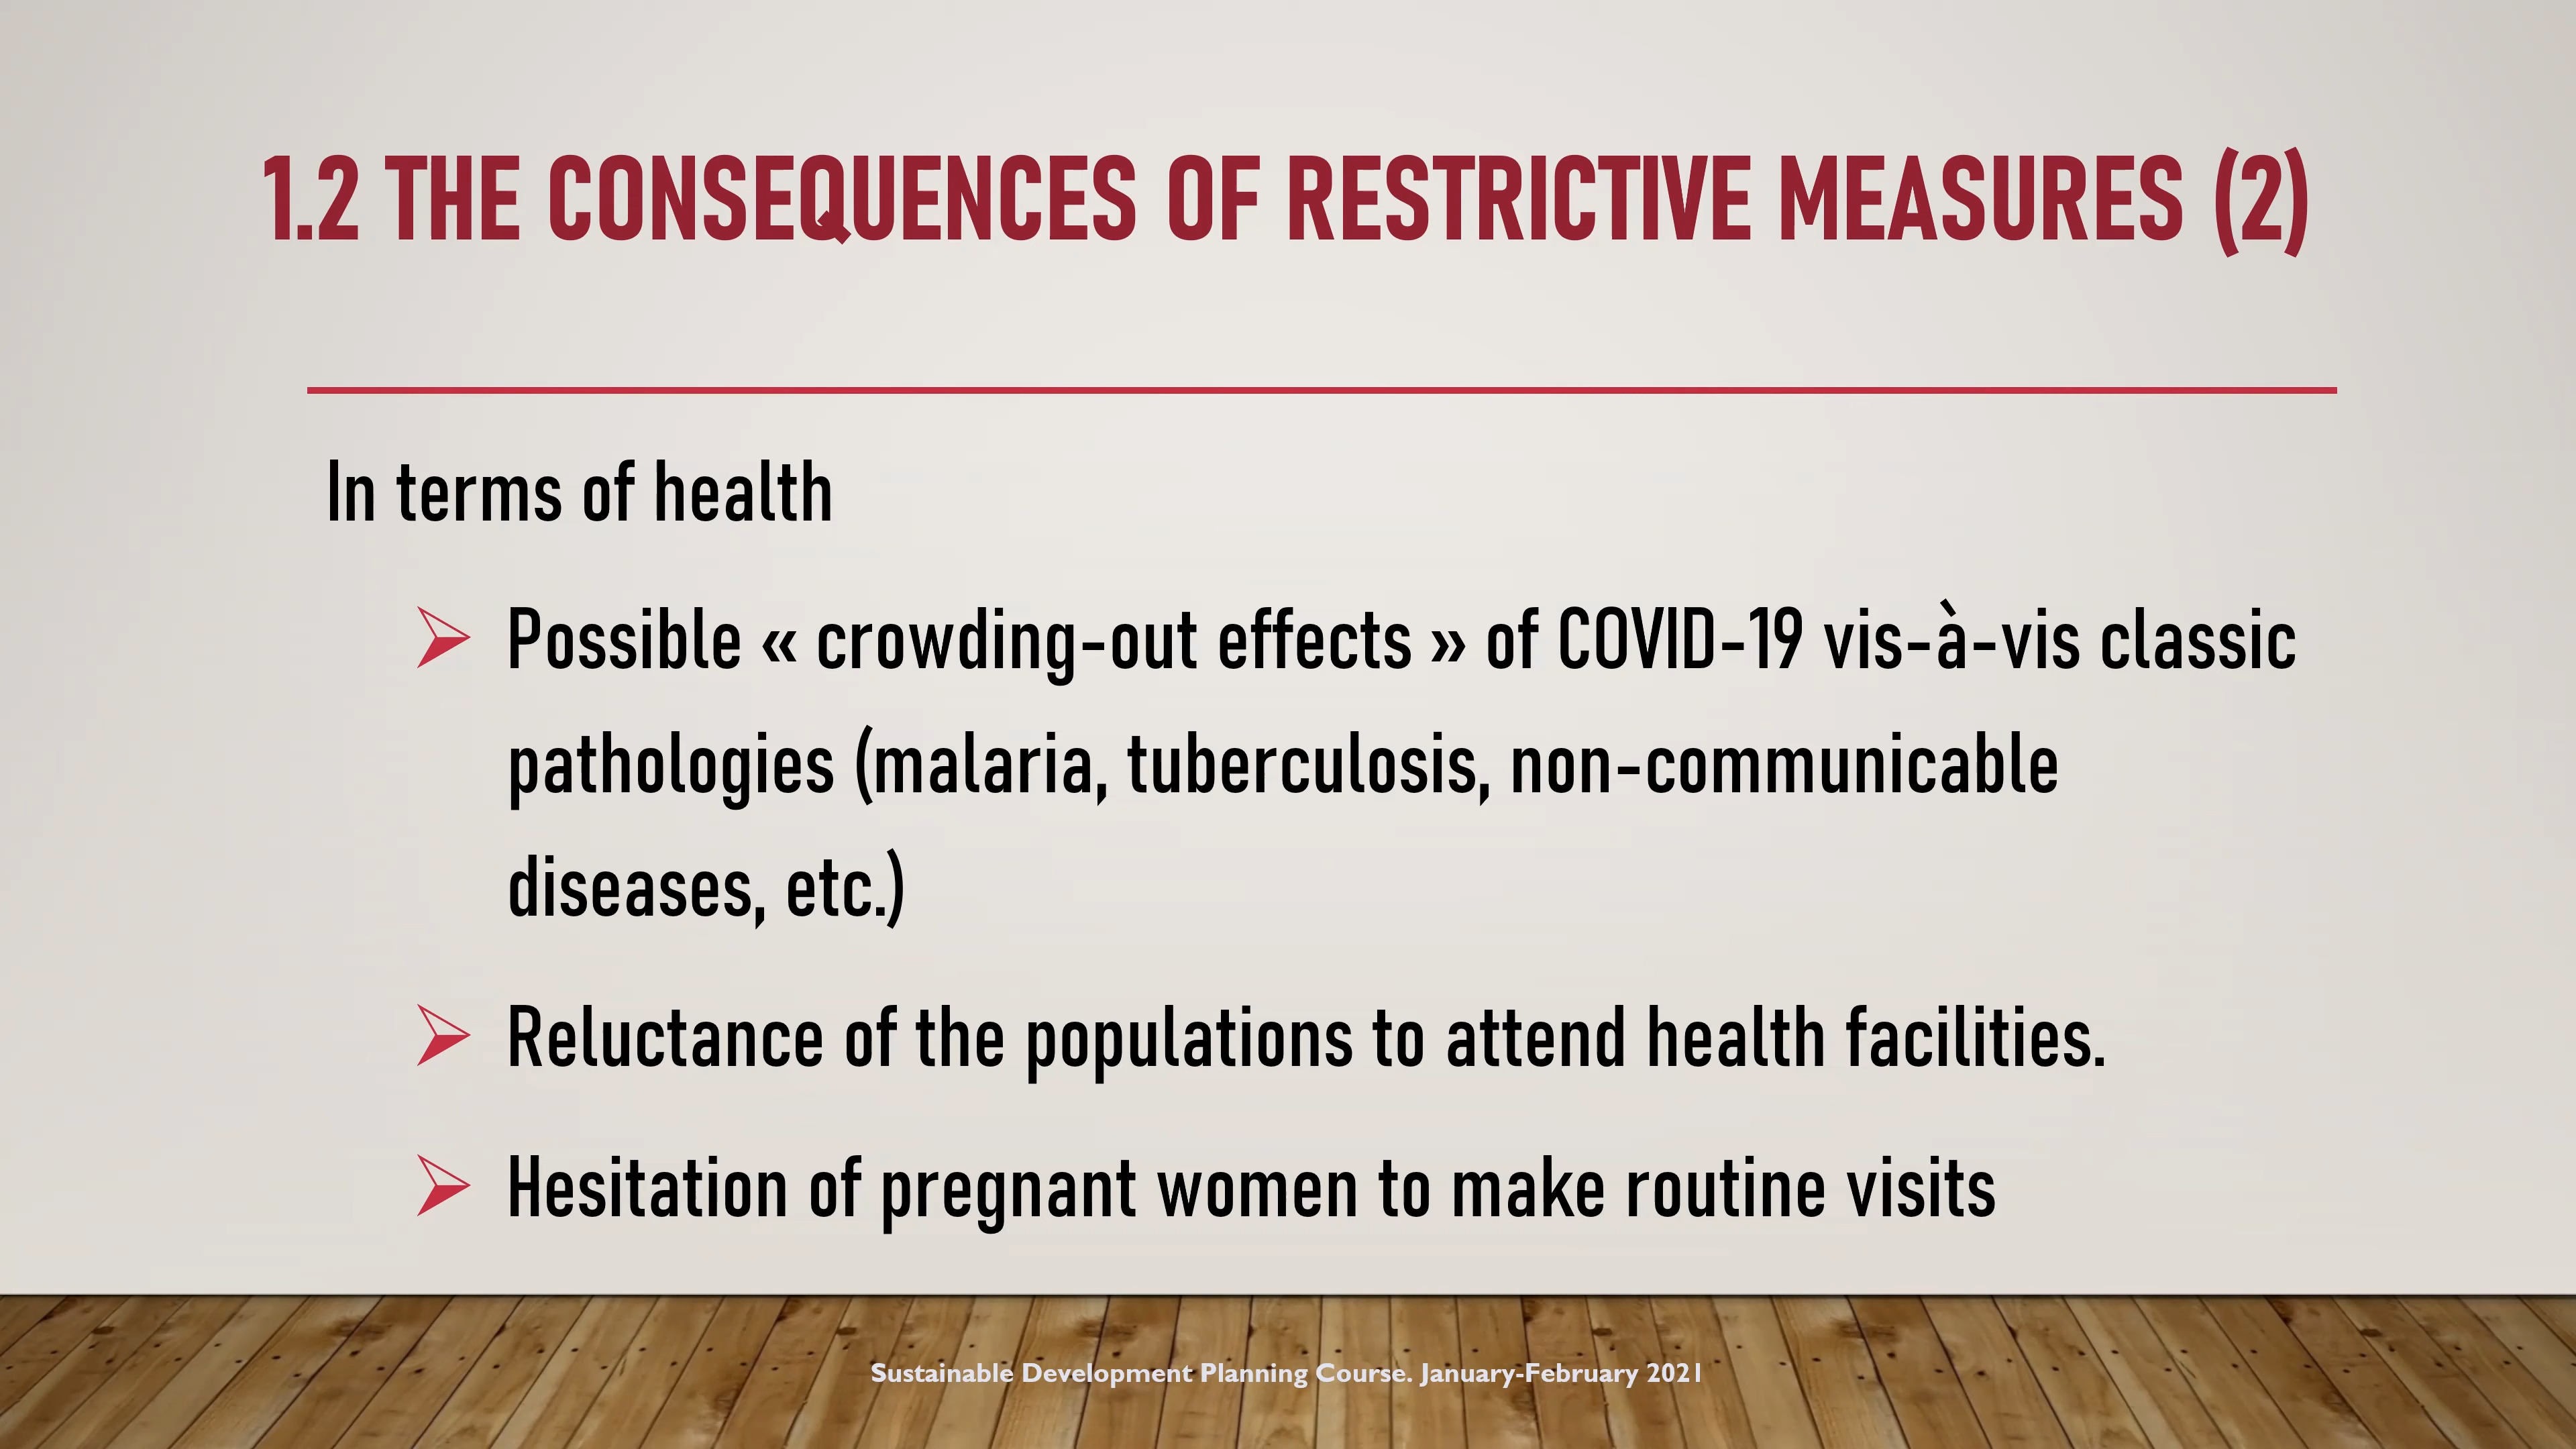 1.2 THE CONSEQUENCES OF RESTRICTIVE MEASURES (2)
In terms of health
Possible « crowding-out effects » of COVID-19 vis-à-vis classic
pathologies (malaria, tuberculosis, non-communicable
diseases, etc.)
Reluctance of the populations to attend health facilities.
Hesitation of pregnant women to make routine visits
Sustainable Development Planning Course. January-February 2021